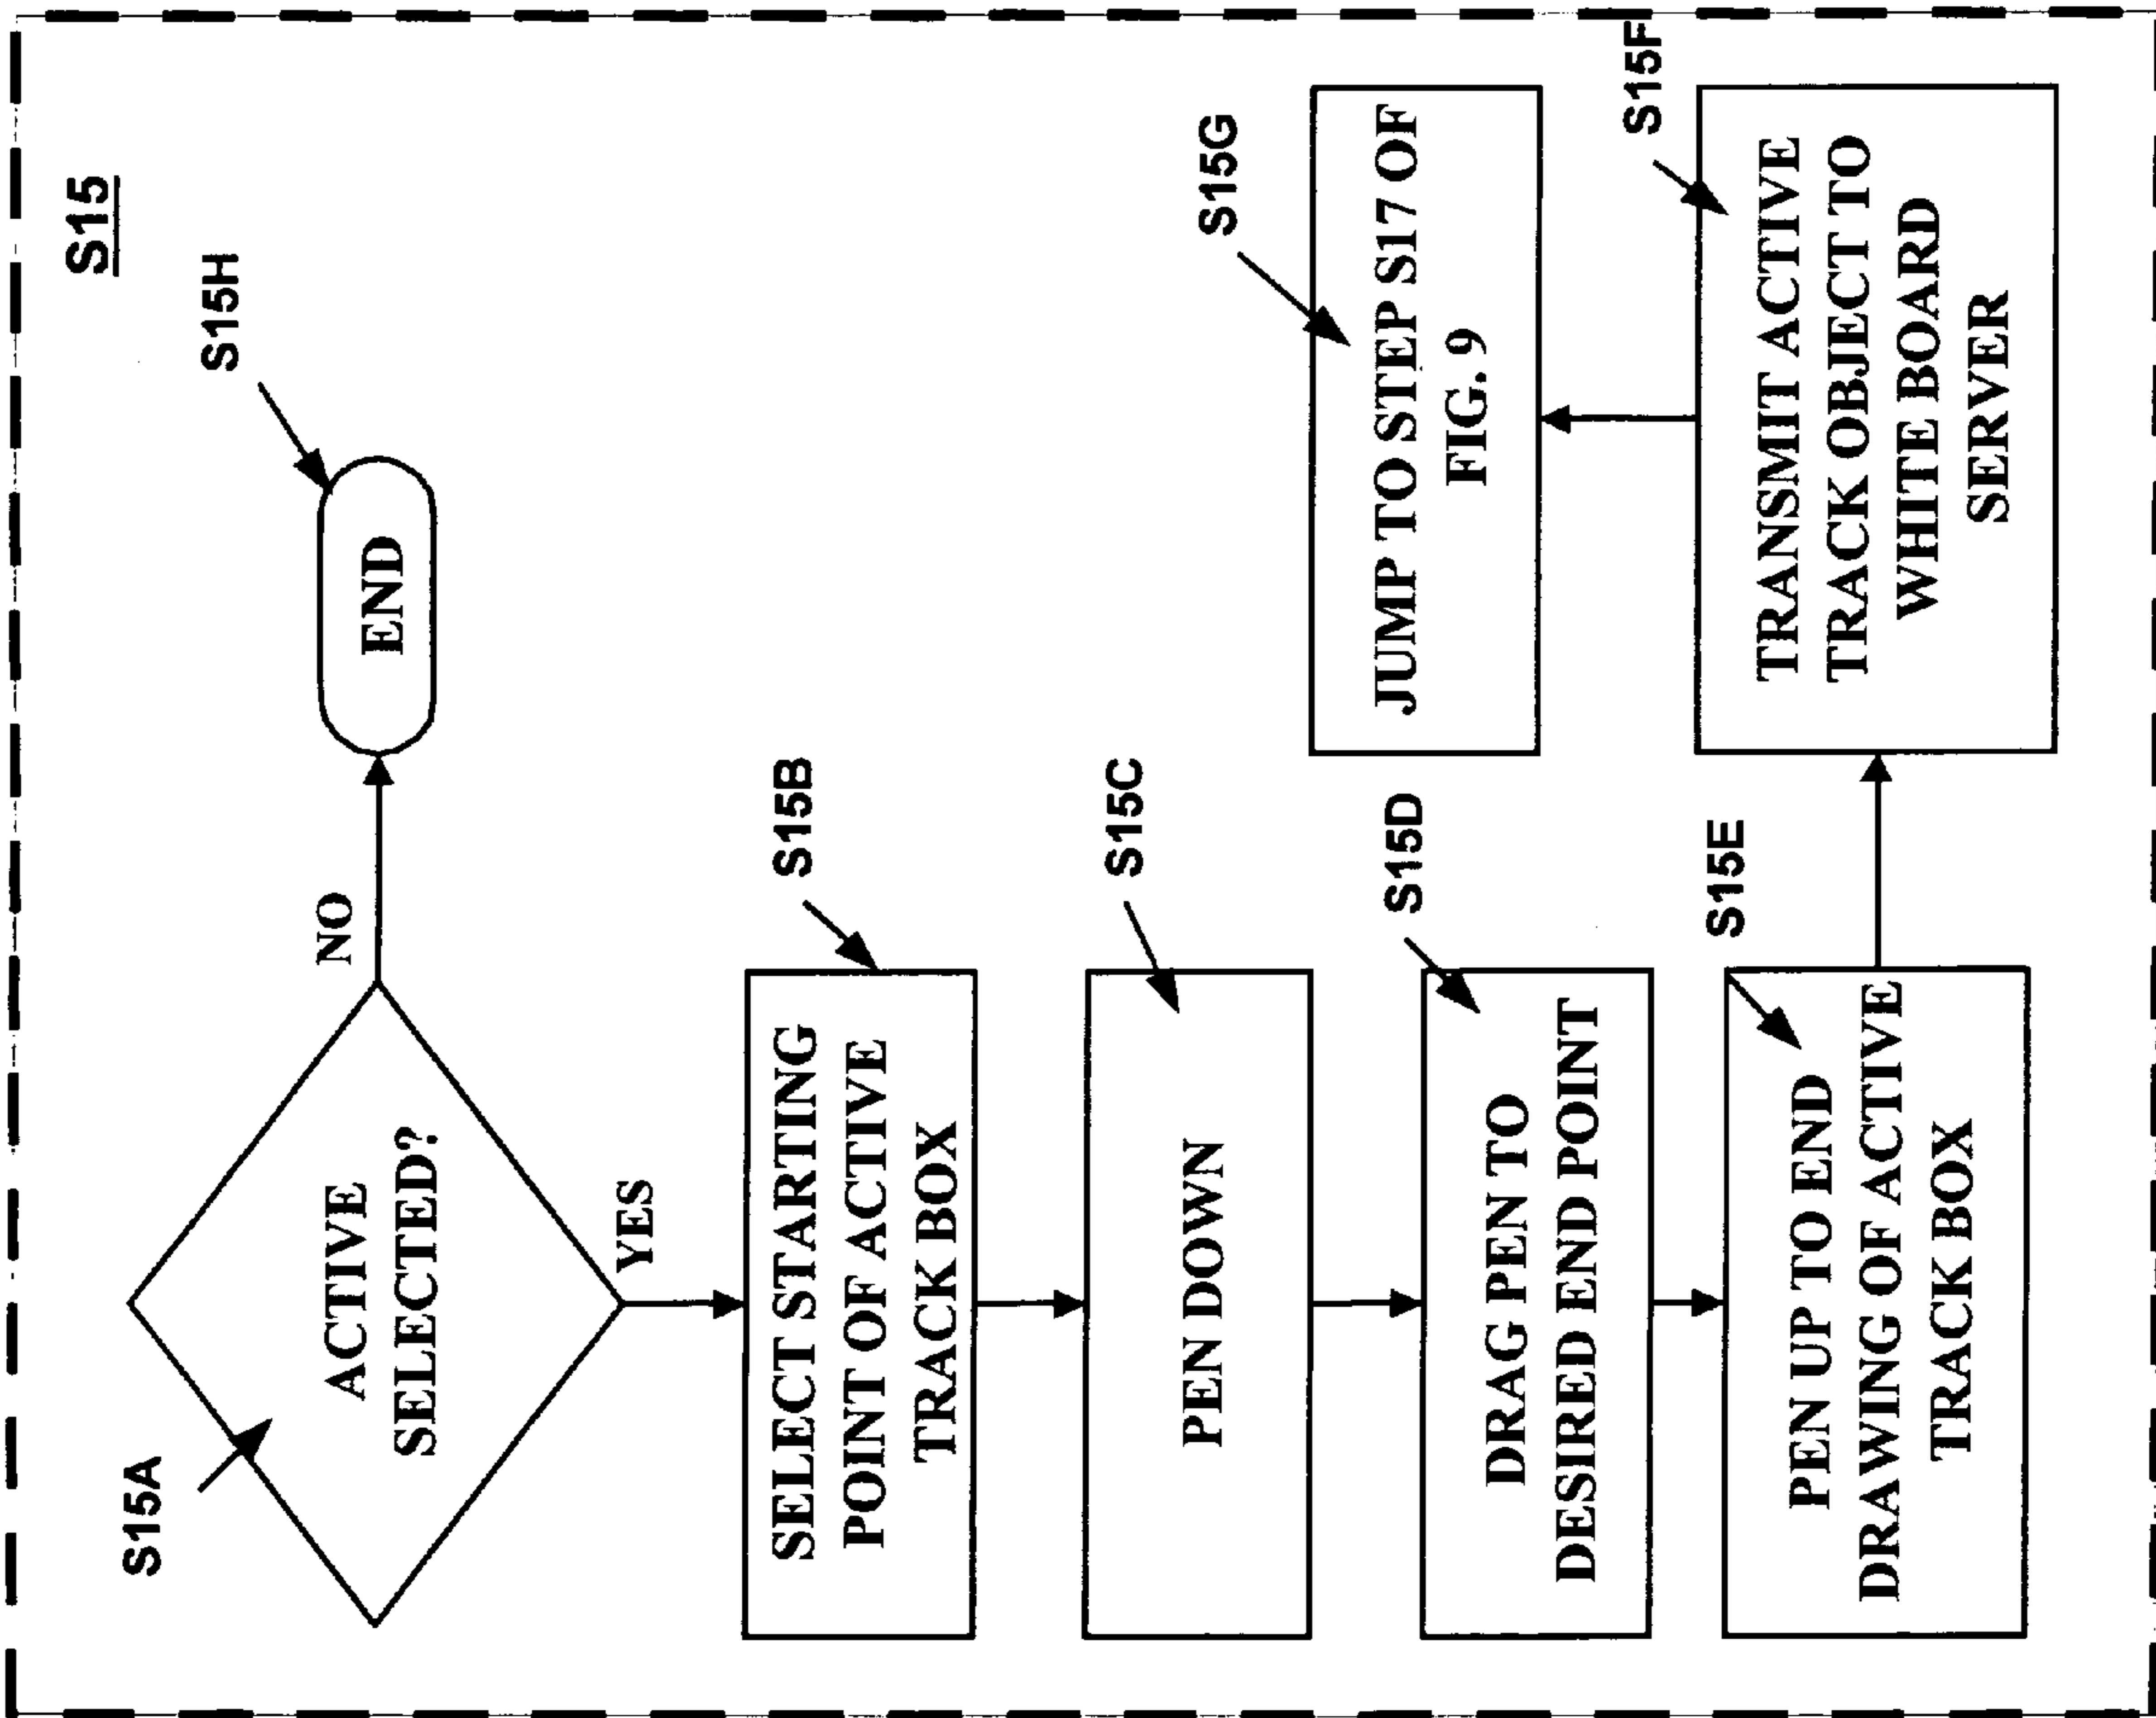 S15
S15A
ACTIVE
SELECTED?
NO
END
S15H
YES
SELECT STARTING
POINT OF ACTIVE
TRACK BOX
S15B
PEN DOWN
S15C
DRAG PEN TO
DESIRED END POINT
S15D
PEN UP TO END
DRAWING OF ACTIVE
TRACK BOX
S15E
TRANSMIT ACTIVE
TRACK OBJECT TO
WHITE BOARD
SERVER
S15F
JUMP TO STEP S17 OF
FIG. 9
S15G